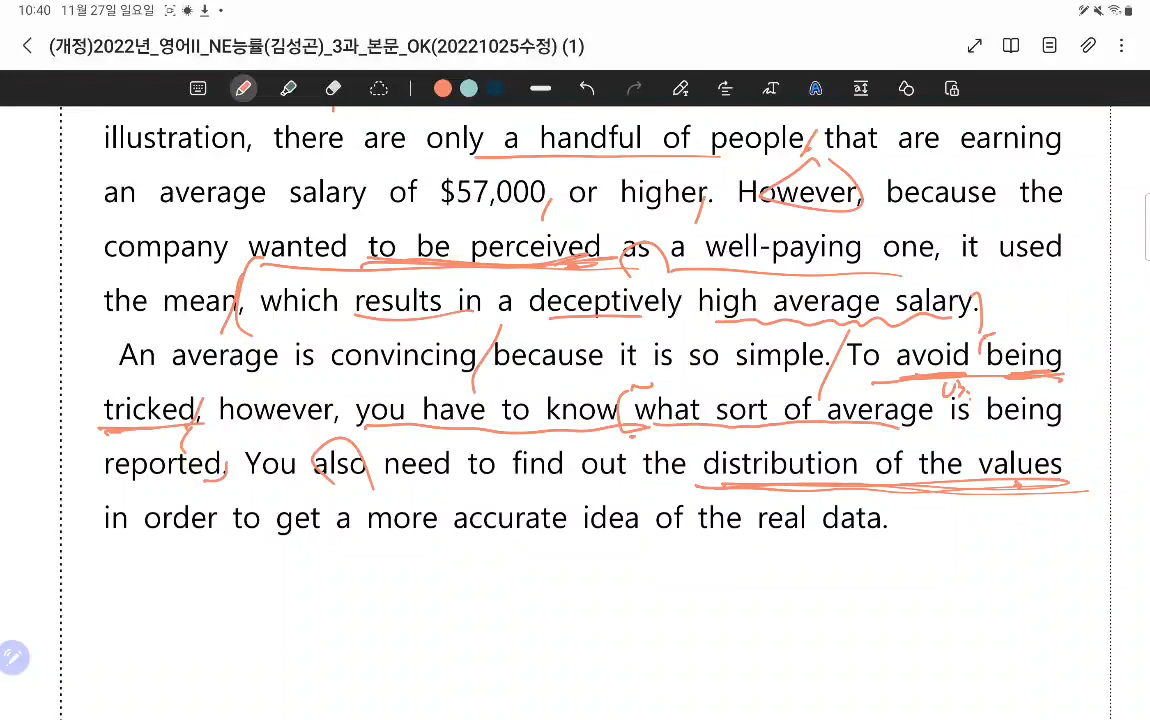 10:40 11월 27일 일요일
(개정)2022년_영어II_NE능률(김성곤)_3과_본문_OK(20221025수정) (1)
illustration, there are only a handful of people that are earning
an average salary of $57,000 or higher. However, because the
company wanted to be perceived as a well-paying one, it used
the mean, which results in a deceptively high average salary.
An average is convincing because it is so simple. To avoid being
tricked, however, you have to know what sort of average is being
reported. You also need to find out the distribution of the values
in order to get a more accurate idea of the real data.